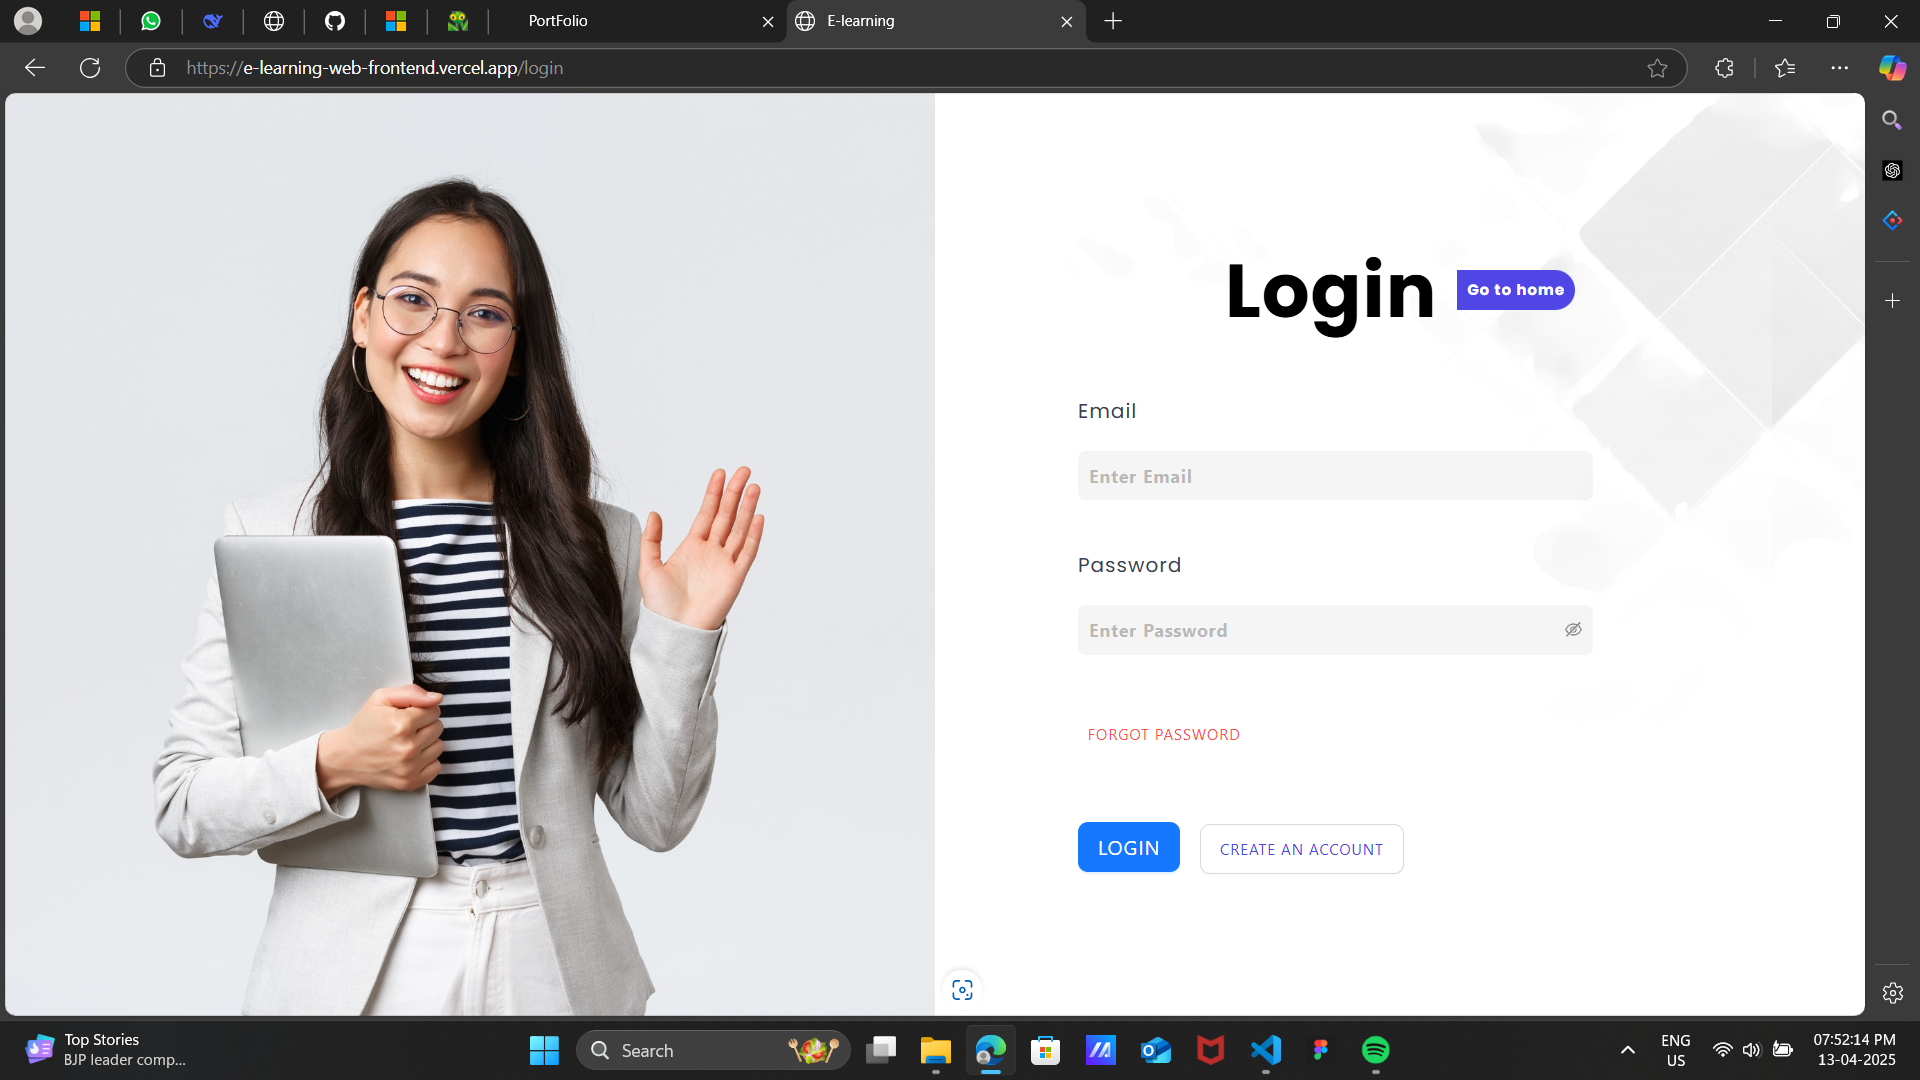 PortFolio
E-learning
https://e-learning-web-frontend.vercel.app/login
Login
Go to home
Email
Enter Email
Password
Enter Password
FORGOT PASSWORD
LOGIN
CREATE AN ACCOUNT
Top Stories
BJP leader comp...
Search
ENG
US
07:52:14 PM
13-04-2025